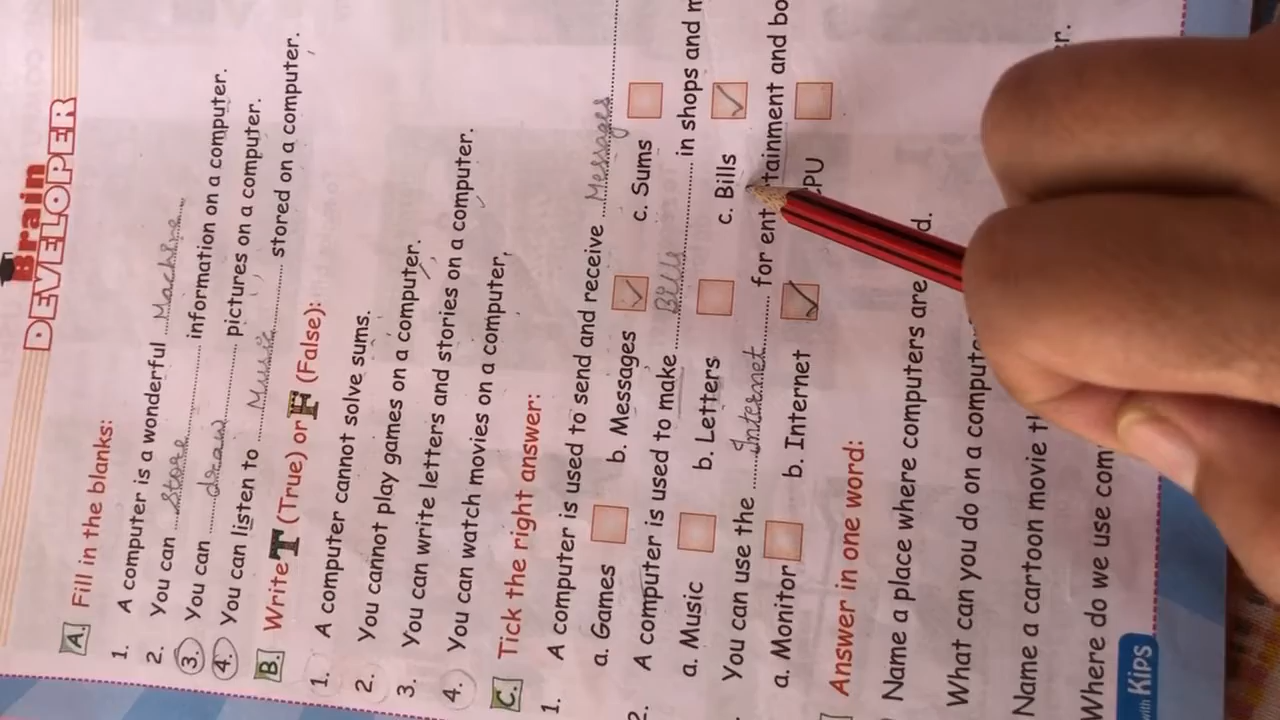 Brain
DEVELOPER
A. Fill in the blanks:
1. A computer is a wonderful Machine
2. You can Store information on a computer.
3. You can draw pictures on a computer.
4. You can listen to Music stored on a computer.
B. Write T (True) or F (False):
1. A computer cannot solve sums.
2. You cannot play games on a computer.
3. You can write letters and stories on a computer.
4. You can watch movies on a computer.
C. Tick the right answer:
1. A computer is used to send and receive Messages
a. Games b. Messages ✓ c. Sums
2. A computer is used to make Bills in shops and
a. Music b. Letters c. Bills ✓
You can use the Internet for
a. Monitor b. Internet ✓
Answer in one word:
Name a place where computers are
What can you do on a
Name a cartoon movie
Where do we use
with Kips